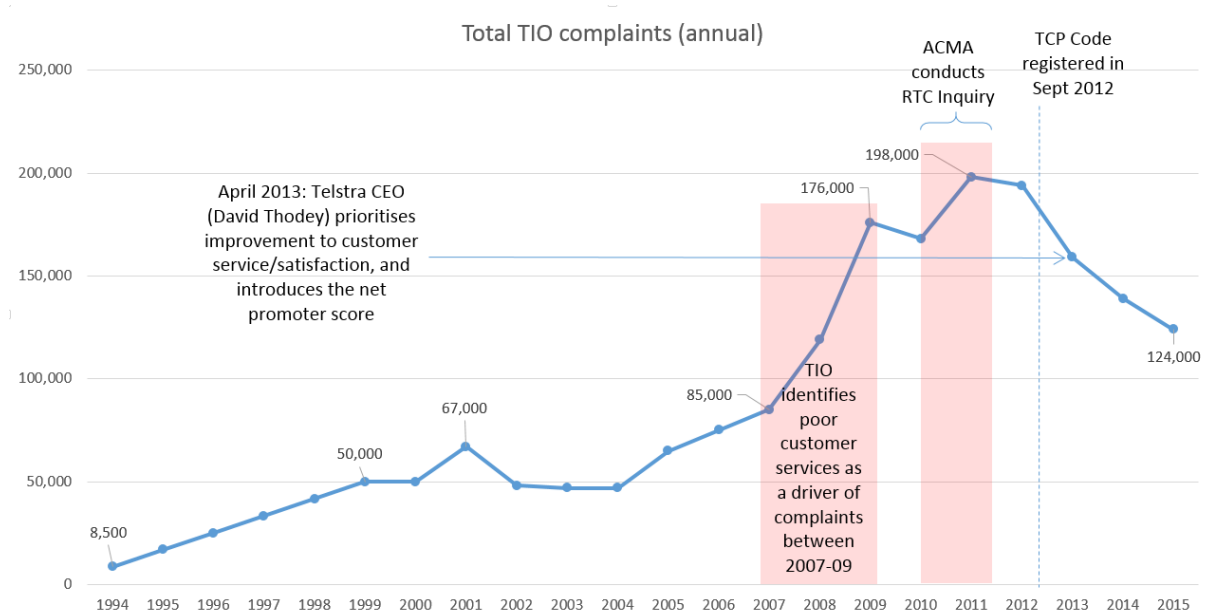 Total TIO complaints (annual)
ACMA
conducts
RTC Inquiry
TCP Code
registered in
Sept 2012
250,000
200,000
150,000
100,000
50,000
0
April 2013: Telstra CEO
(David Thodey) prioritises
improvement to customer
service/satisfaction, and
introduces the net
promoter score
8,500
50,000
67,000
85,000
176,000
198,000
124,000
TIO
identifies
poor
customer
services as
a driver of
complaints
between
2007-09
1994 1995 1996 1997 1998 1999 2000 2001 2002 2003 2004 2005 2006 2007 2008 2009 2010 2011 2012 2013 2014 2015